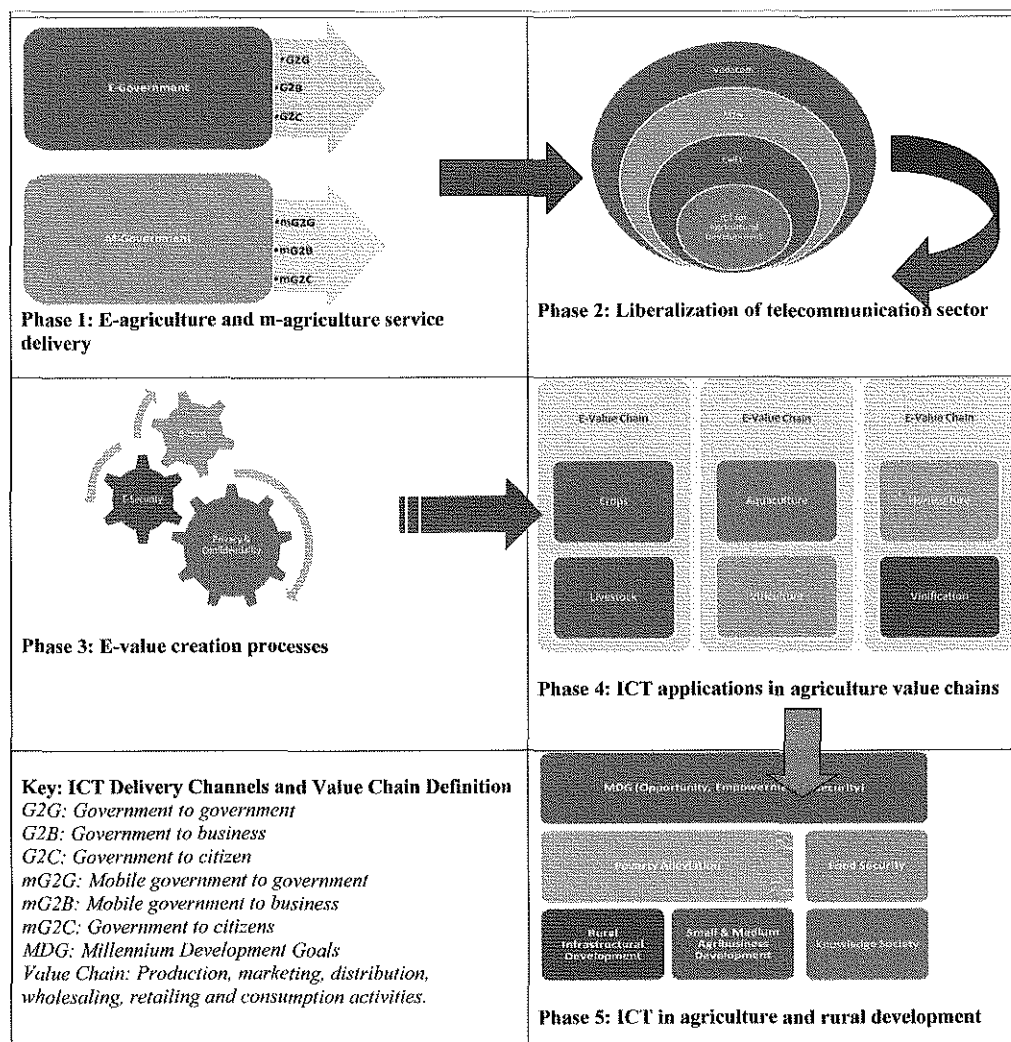 E-Government
•G2G
•G2B
•G2C
M-Government
•mG2G
•mG2B
•mG2C
Phase 1: E-agriculture and m-agriculture service
delivery
Vodacom
Agricultural
Development
Phase 2: Liberalization of telecommunication sector
E-Security
Privacy &
Confidentiality
Phase 3: E-value creation processes
E-Value Chain
E-Value Chain
E-Value Chain
Crops
Aquaculture
Livestock
Vinification
Phase 4: ICT applications in agriculture value chains
Key: ICT Delivery Channels and Value Chain Definition
G2G: Government to government
G2B: Government to business
G2C: Government to citizen
mG2G: Mobile government to government
mG2B: Mobile government to business
mG2C: Government to citizens
MDG: Millennium Development Goals
Value Chain: Production, marketing, distribution,
wholesaling, retailing and consumption activities.
MDG (Opportunity, Empowerment Security)
Poverty Alleviation
Food Security
Rural
Infrastructural
Development
Small & Medium
Agribusiness
Development
Knowledge Society
Phase 5: ICT in agriculture and rural development